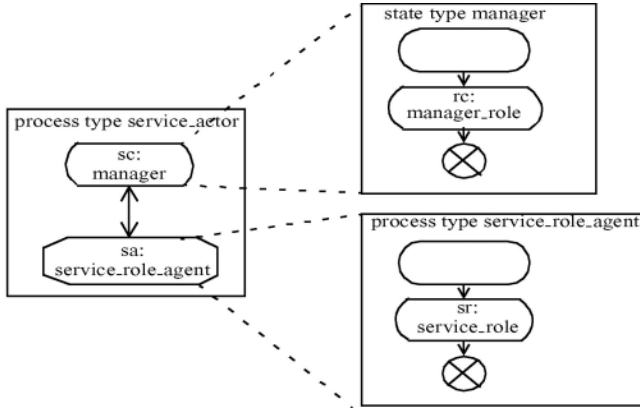 state type manager
rc:
manager_role
process type service_actor
sc:
manager
sa:
service_role_agent
process type service_role_agent
sr:
service_role